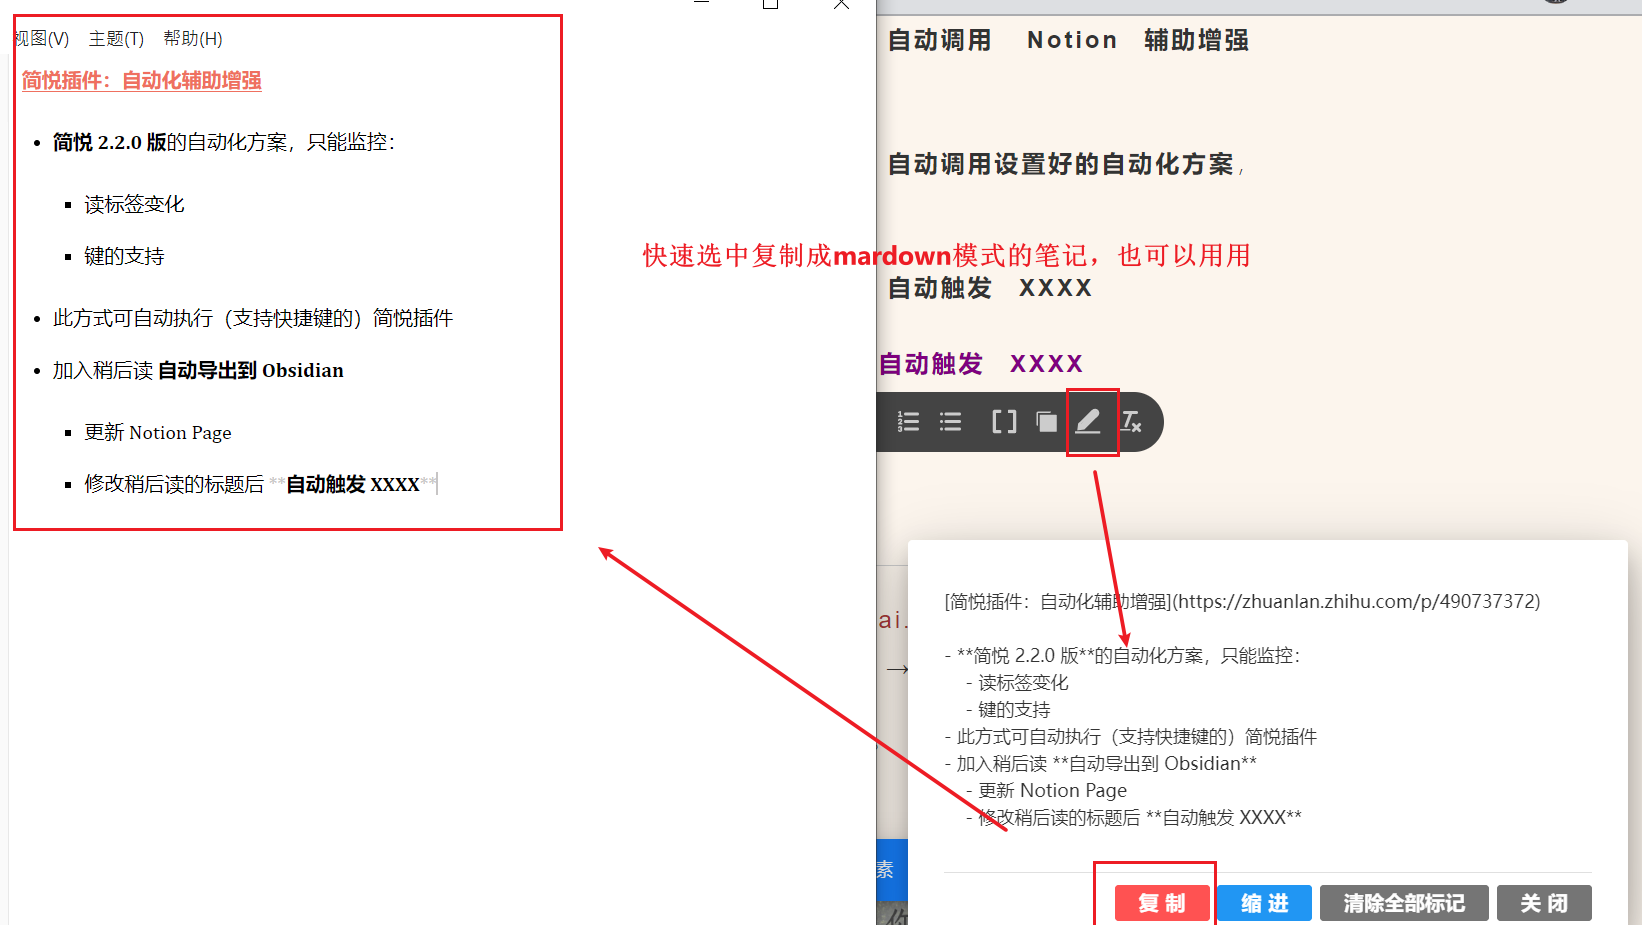 视图(V) 主题(T) 帮助(H)
简悦插件：自动化辅助增强
简悦 2.2.0 版的自动化方案，只能监控：
读标签变化
键的支持
此方式可自动执行（支持快捷键的）简悦插件
加入稍后读 自动导出到 Obsidian
更新 Notion Page
修改稍后读的标题后 **自动触发 XXXX**
自动调用 Notion 辅助增强
自动调用设置好的自动化方案，
快速选中复制成mardown模式的笔记，也可以用用
自动触发 XXXX
自动触发 XXXX
ai.
→
[简悦插件：自动化辅助增强](https://zhuanlan.zhihu.com/p/490737372)
- **简悦 2.2.0 版**的自动化方案，只能监控：
- 读标签变化
- 键的支持
- 此方式可自动执行（支持快捷键的）简悦插件
- 加入稍后读 **自动导出到 Obsidian**
- 更新 Notion Page
- 修改稍后读的标题后 **自动触发 XXXX**
素
你
复 制 缩 进 清除全部标记 关 闭